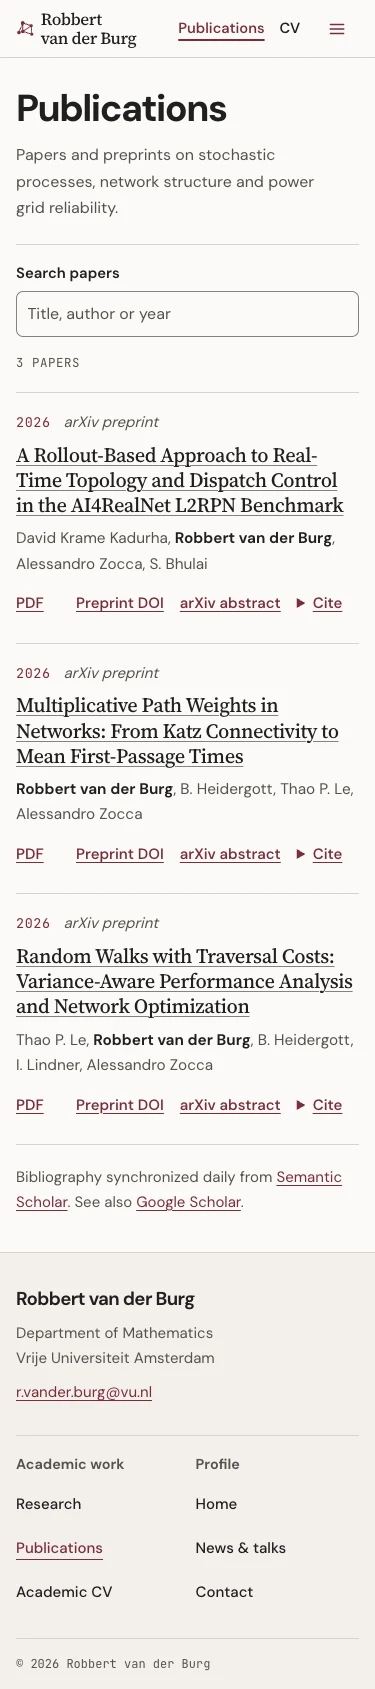 Robbert
van der Burg
Publications CV
Publications
Papers and preprints on stochastic
processes, network structure and power
grid reliability.
Search papers
Title, author or year
3 PAPERS
2026 arXiv preprint
A Rollout-Based Approach to Real-
Time Topology and Dispatch Control
in the AI4RealNet L2RPN Benchmark
David Krame Kadurha, Robbert van der Burg,
Alessandro Zocca, S. Bhulai
PDF Preprint DOI arXiv abstract Cite
2026 arXiv preprint
Multiplicative Path Weights in
Networks: From Katz Connectivity to
Mean First-Passage Times
Robbert van der Burg, B. Heidergott, Thao P. Le,
Alessandro Zocca
PDF Preprint DOI arXiv abstract Cite
2026 arXiv preprint
Random Walks with Traversal Costs:
Variance-Aware Performance Analysis
and Network Optimization
Thao P. Le, Robbert van der Burg, B. Heidergott,
I. Lindner, Alessandro Zocca
PDF Preprint DOI arXiv abstract Cite
Bibliography synchronized daily from Semantic
Scholar. See also Google Scholar.
Robbert van der Burg
Department of Mathematics
Vrije Universiteit Amsterdam
r.vander.burg@vu.nl
Academic work Profile
Research Home
Publications News & talks
Academic CV Contact
© 2026 Robbert van der Burg